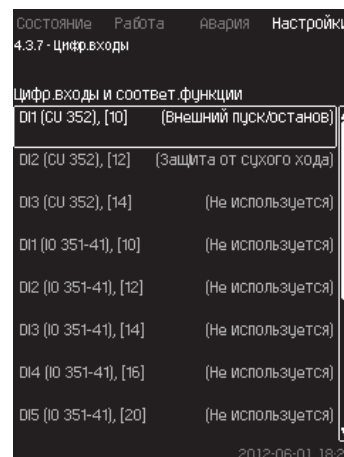 Состояние Работа Авария Настройки
4.3.7 - Цифр.входы
Цифр.входы и соответ.функции
DI1 (CU 352), [10] (Внешний пуск/останов)
DI2 (CU 352), [12] (Защита от сухого хода)
DI3 (CU 352), [14] (Не используется)
DI1 (IO 351-41), [10] (Не используется)
DI2 (IO 351-41), [12] (Не используется)
DI3 (IO 351-41), [14] (Не используется)
DI4 (IO 351-41), [16] (Не используется)
DI5 (IO 351-41), [20] (Не используется)
2012-06-01 18:2